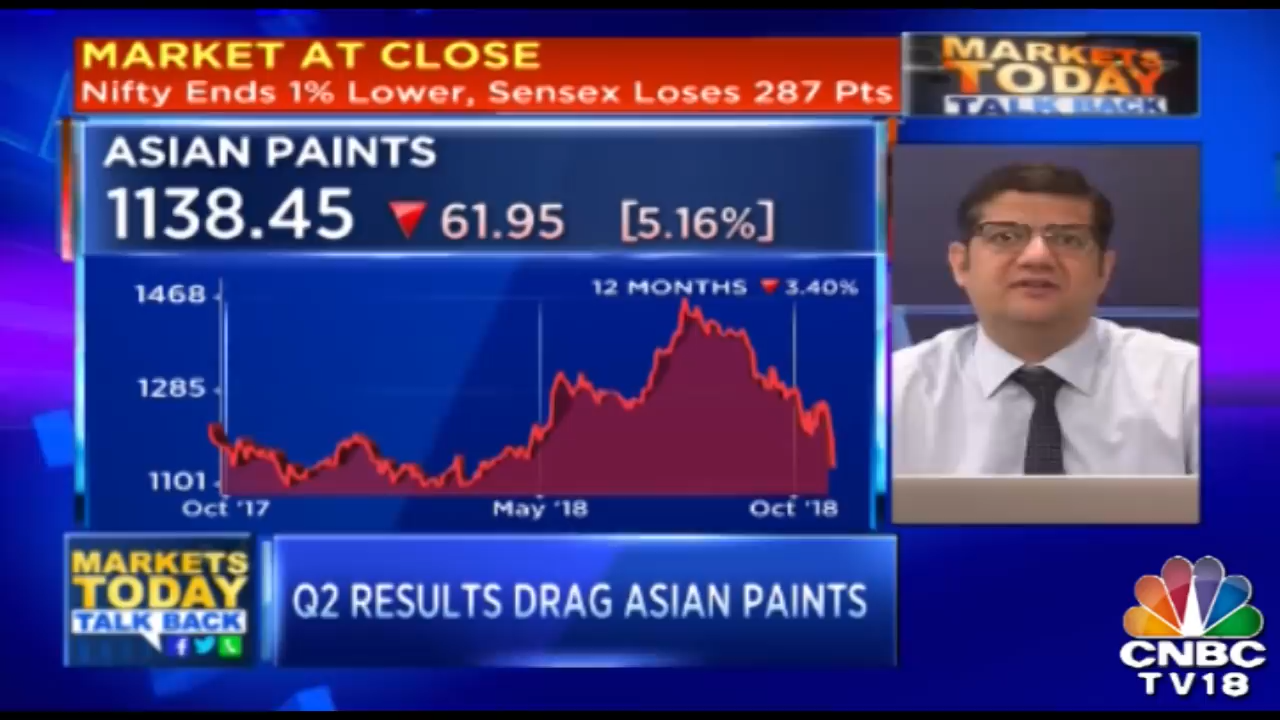 MARKET AT CLOSE
Nifty Ends 1% Lower, Sensex Loses 287 Pts
MARKETS
TODAY
TALK BACK
ASIAN PAINTS
1138.45 ▼ 61.95 [5.16%]
12 MONTHS ▼ 3.40%
1468
1285
1101
Oct '17 May '18 Oct '18
MARKETS
TODAY
TALK BACK
Q2 RESULTS DRAG ASIAN PAINTS
CNBC
TV18